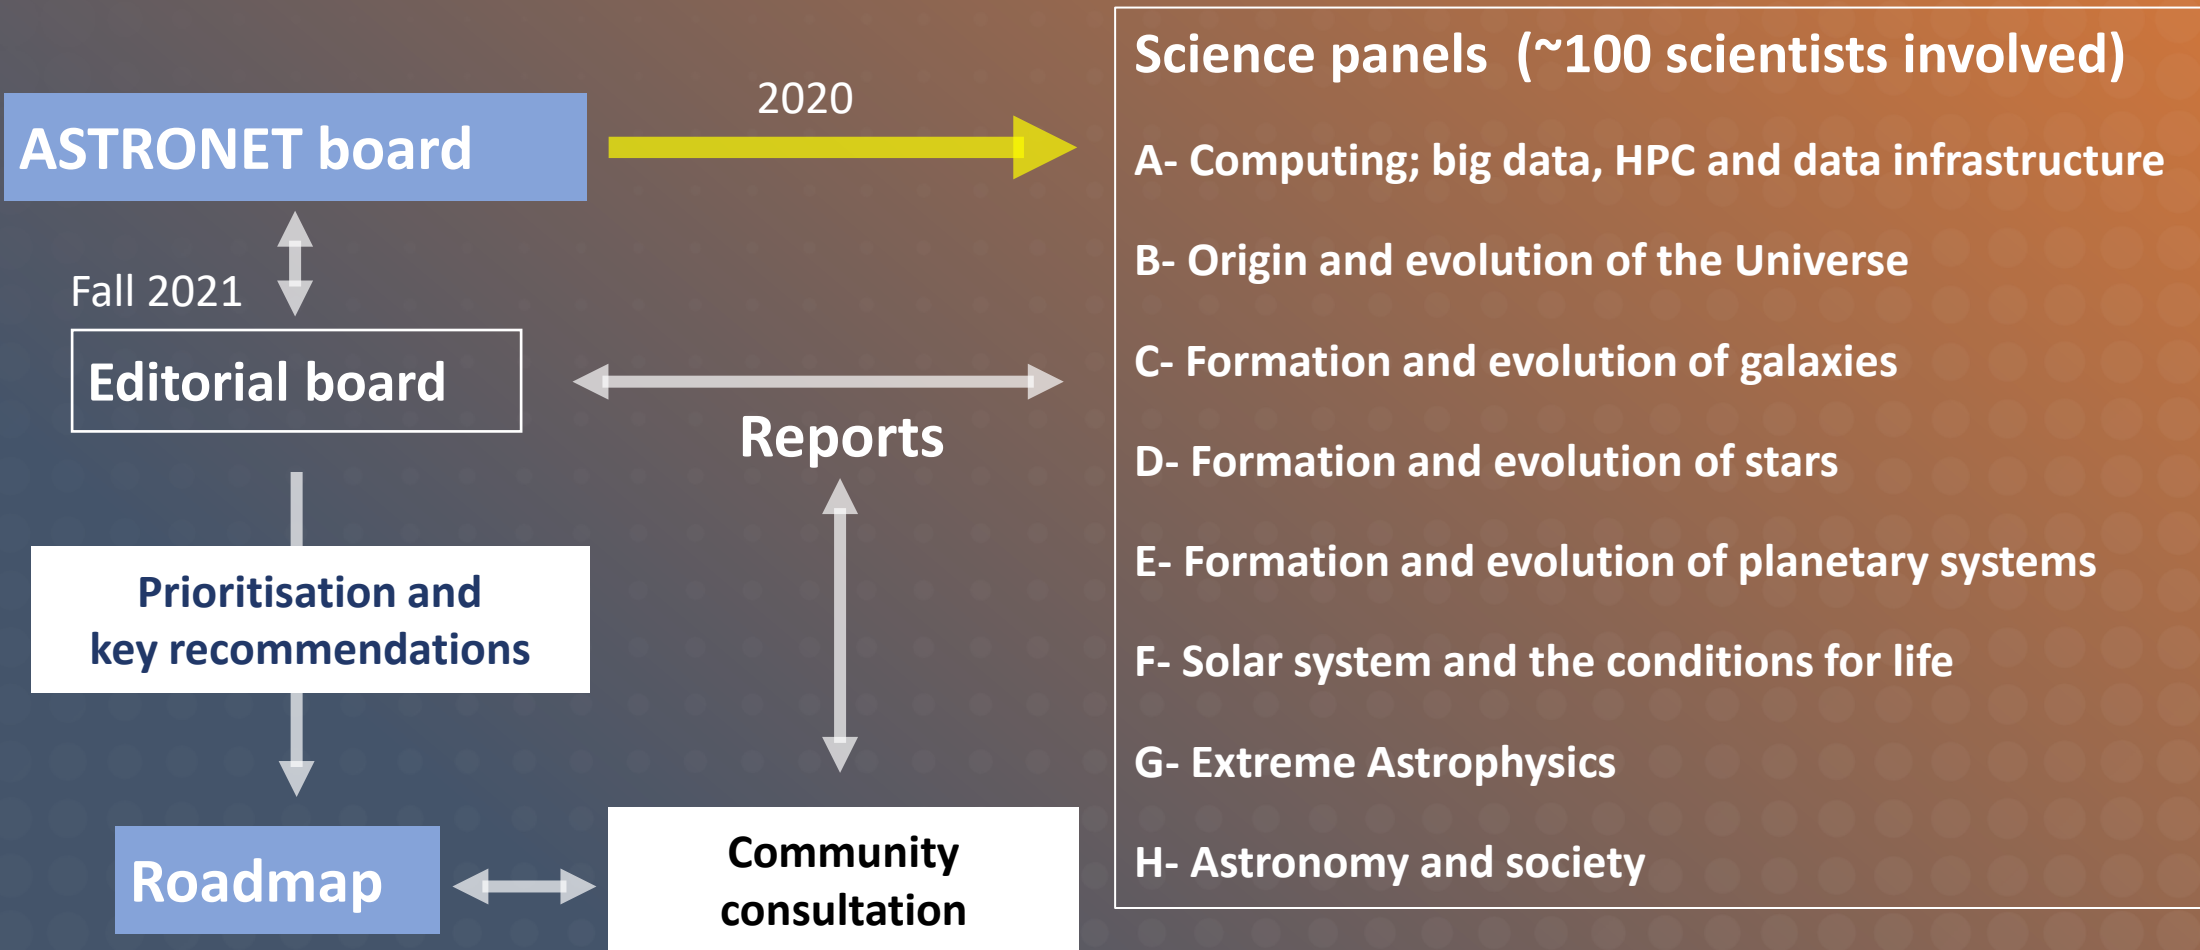 ASTRONET board
2020
Fall 2021
Editorial board
Reports
Prioritisation and
key recommendations
Roadmap
Community
consultation
Science panels (~100 scientists involved)
A- Computing; big data, HPC and data infrastructure
B- Origin and evolution of the Universe
C- Formation and evolution of galaxies
D- Formation and evolution of stars
E- Formation and evolution of planetary systems
F- Solar system and the conditions for life
G- Extreme Astrophysics
H- Astronomy and society